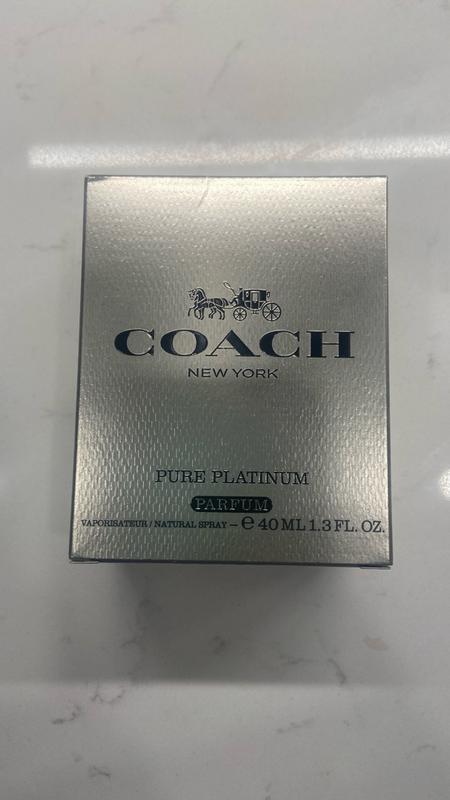 COACH
NEW YORK
PURE PLATINUM
PARFUM
VAPORISATEUR / NATURAL SPRAY – e 40 ML 1.3 FL. OZ.